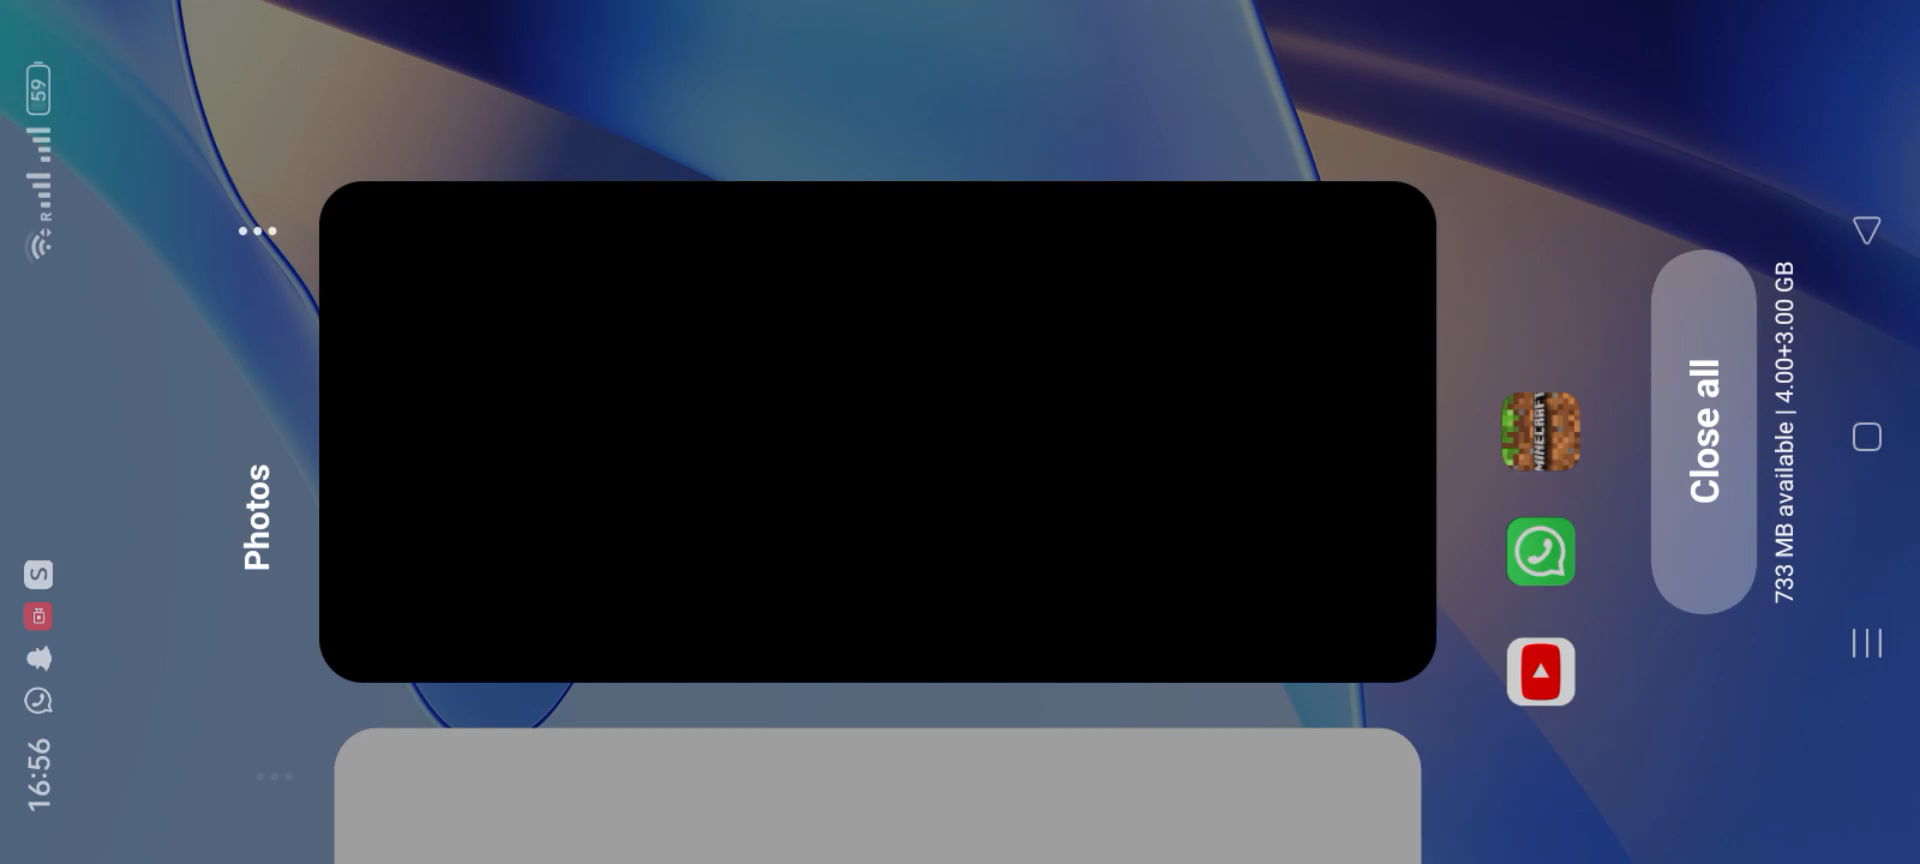 16:56
S
R
59
Photos
MINECRAFT
Close all
733 MB available | 4.00+3.00 GB